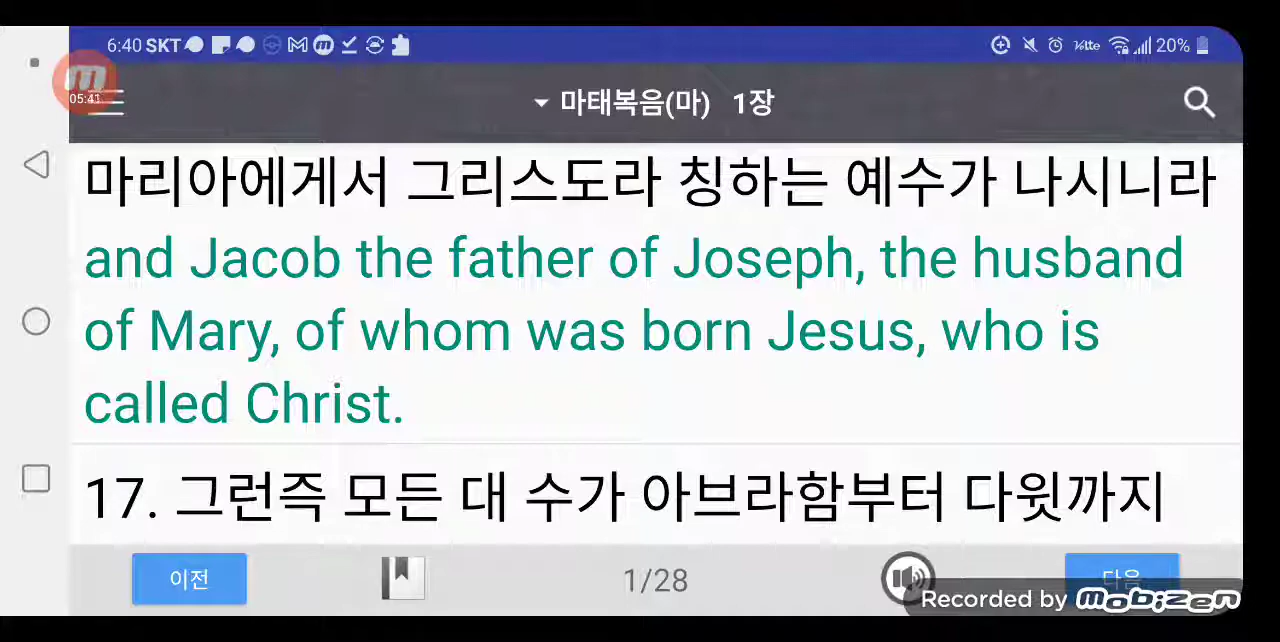 6:40 SKT 20%
05:41
마태복음(마) 1장
마리아에게서 그리스도라 칭하는 예수가 나시니라
and Jacob the father of Joseph, the husband
of Mary, of whom was born Jesus, who is
called Christ.
17. 그런즉 모든 대 수가 아브라함부터 다윗까지
이전 1/28 다음
Recorded by mobizen